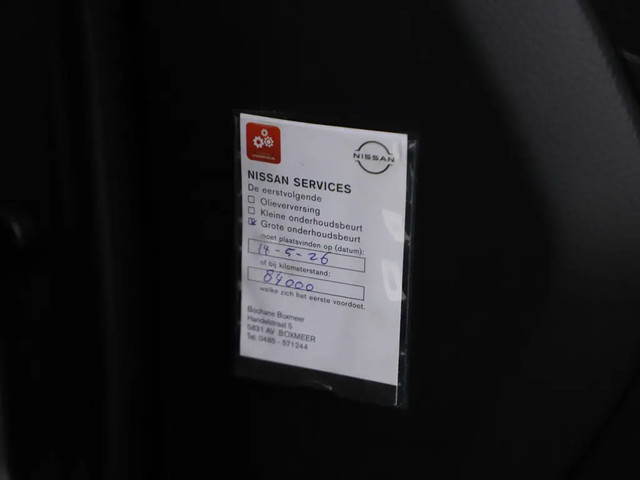 NISSAN
NISSAN SERVICES
De eerstvolgende
Olieverversing
Kleine onderhoudsbeurt
Grote onderhoudsbeurt
moet plaatsvinden op (datum):
14-5-26
of bij kilometerstand:
84000
welke zich het eerste voordoet.
Bochane Boxmeer
Handelstraat 5
5831 AV BOXMEER
Tel. 0485 - 571244